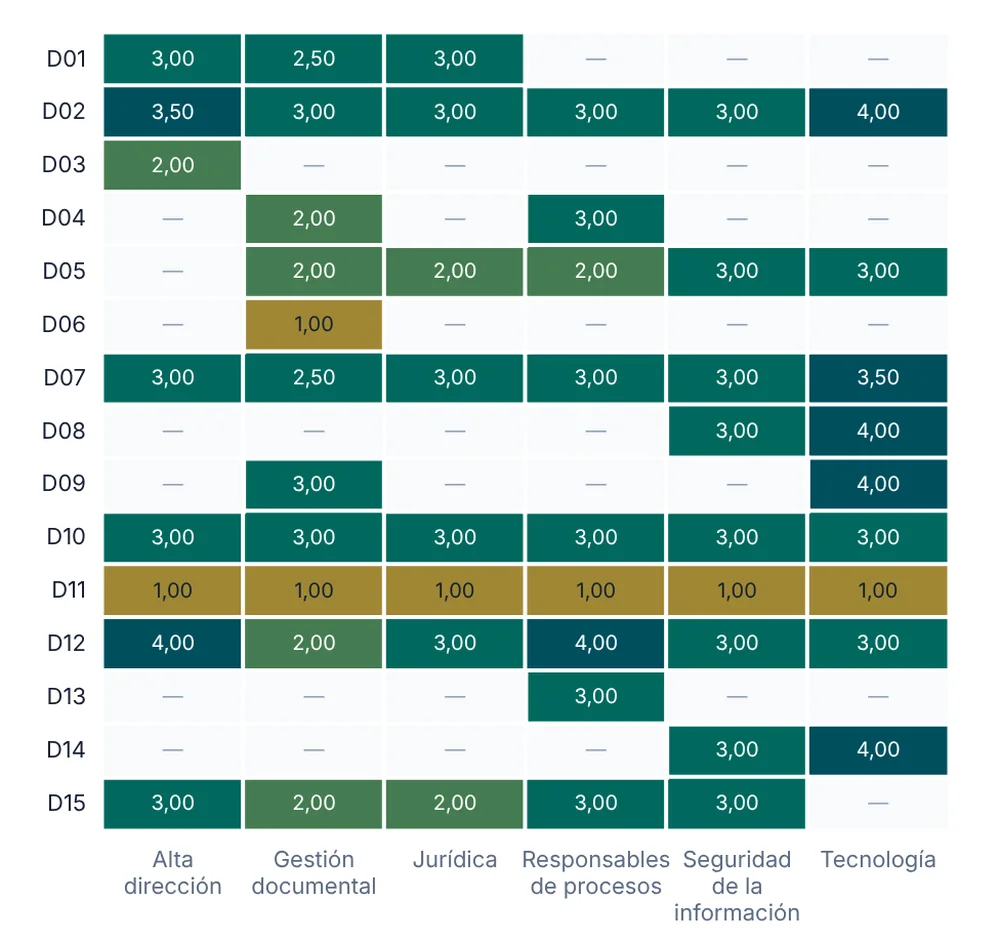 D01 3,00 2,50 3,00 — — —
D02 3,50 3,00 3,00 3,00 3,00 4,00
D03 2,00 — — — — —
D04 — 2,00 — 3,00 — —
D05 — 2,00 2,00 2,00 3,00 3,00
D06 — 1,00 — — — —
D07 3,00 2,50 3,00 3,00 3,00 3,50
D08 — — — — 3,00 4,00
D09 — 3,00 — — — 4,00
D10 3,00 3,00 3,00 3,00 3,00 3,00
D11 1,00 1,00 1,00 1,00 1,00 1,00
D12 4,00 2,00 3,00 4,00 3,00 3,00
D13 — — — 3,00 — —
D14 — — — — 3,00 4,00
D15 3,00 2,00 2,00 3,00 3,00 —
Alta Gestión Jurídica Responsables Seguridad Tecnología
dirección documental de procesos de la
información